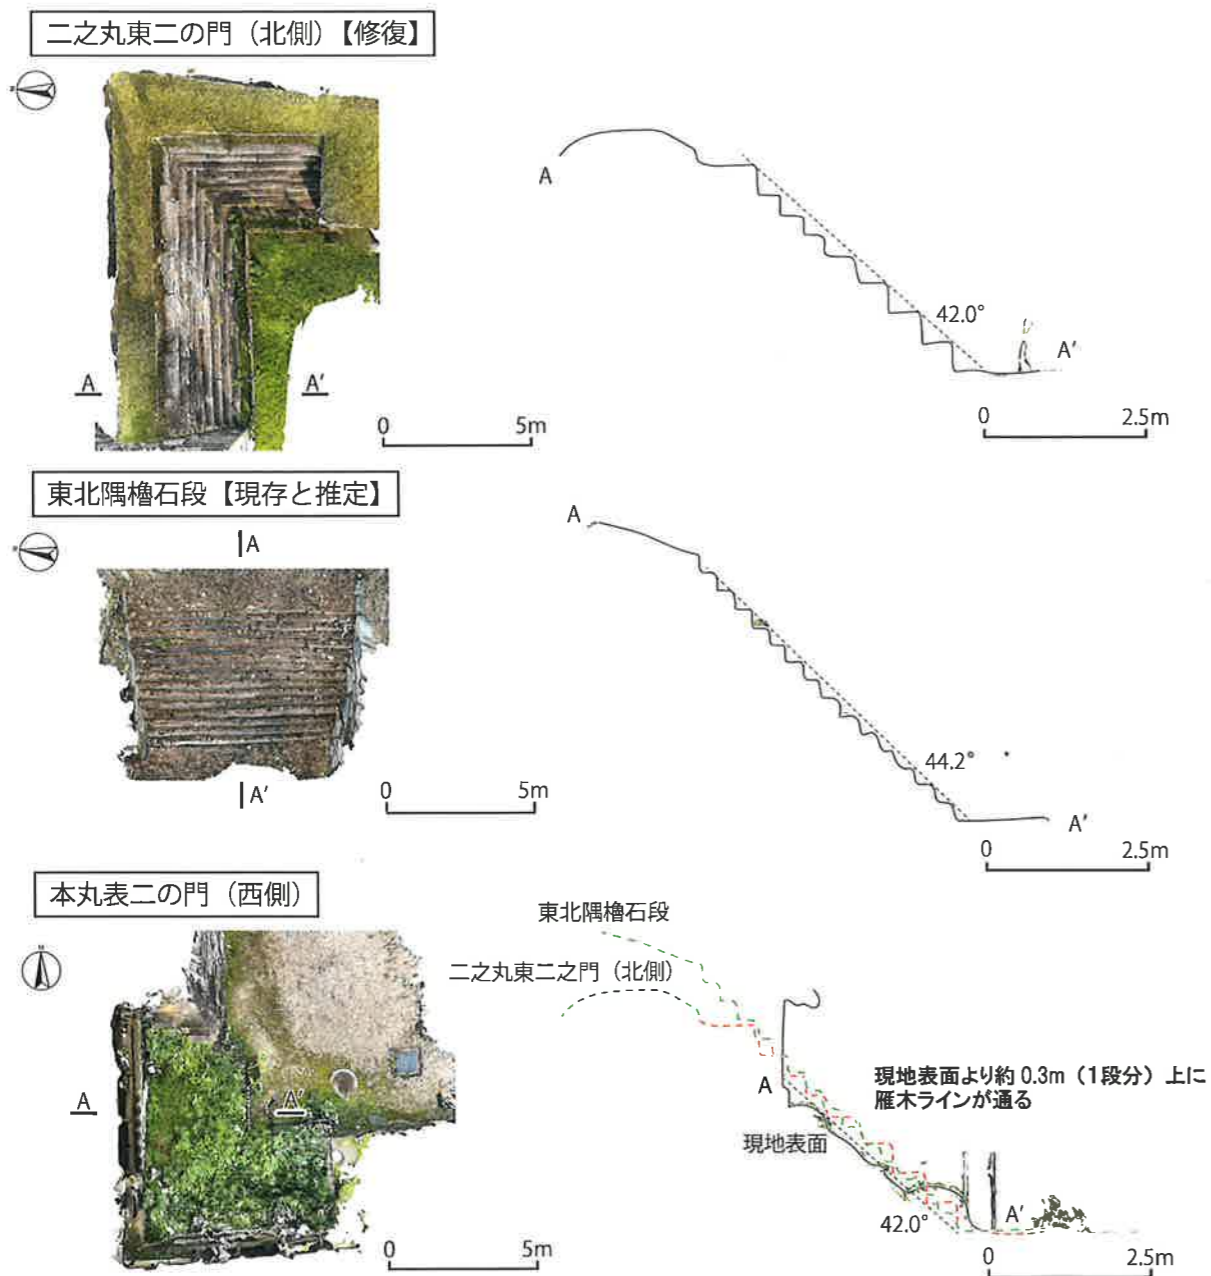 二之丸東二の門（北側）【修復】
A
42.0°
A′
A
A′
0
5m
0
2.5m
東北隅櫓石段【現存と推定】
A
A
44.2°
A′
A′
0
5m
0
2.5m
本丸表二の門（西側）
東北隅櫓石段
二之丸東二之門（北側）
A
現地表面より約 0.3m（1段分）上に
雁木ラインが通る
A
A′
現地表面
42.0°
A′
0
5m
0
2.5m